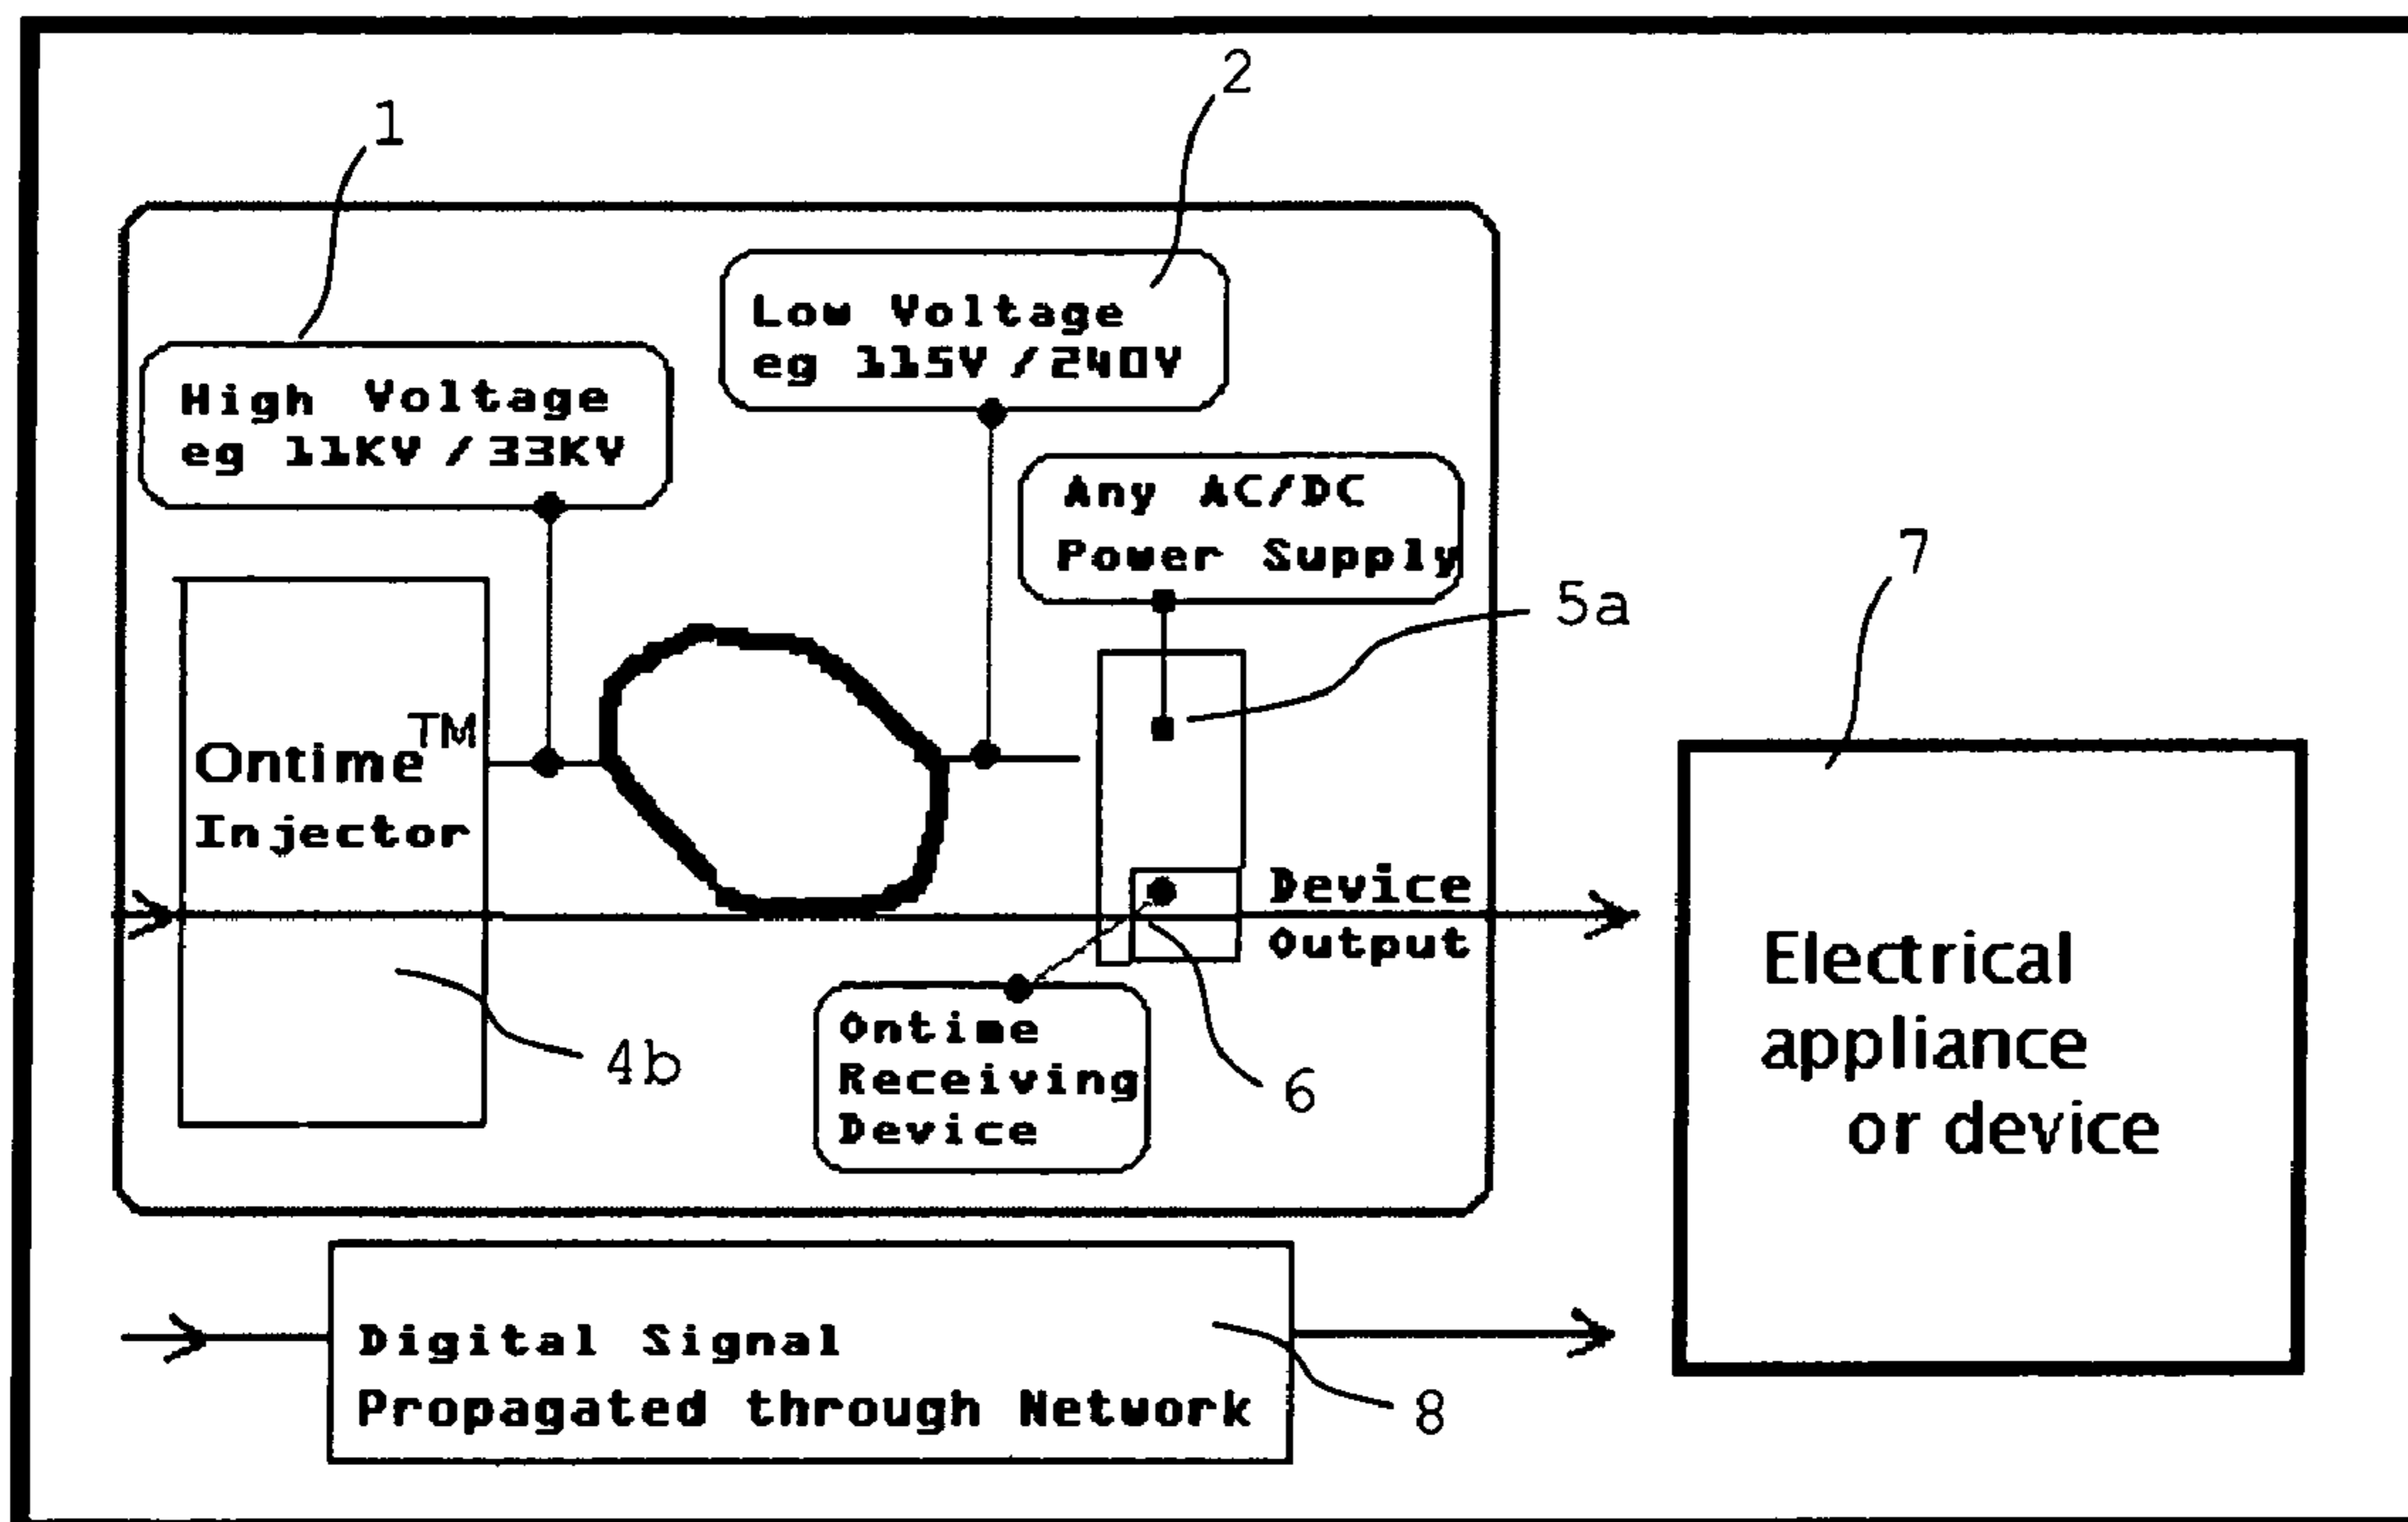 1
2
High Voltage
eg 11KV / 33KV
Low Voltage
eg 115V / 240V
Any AC/DC
Power Supply
5a
7
Ontime™
Injector
Device
Output
4b
6
Ontime
Receiving
Device
Electrical
appliance
or device
Digital Signal
Propagated through Network
8